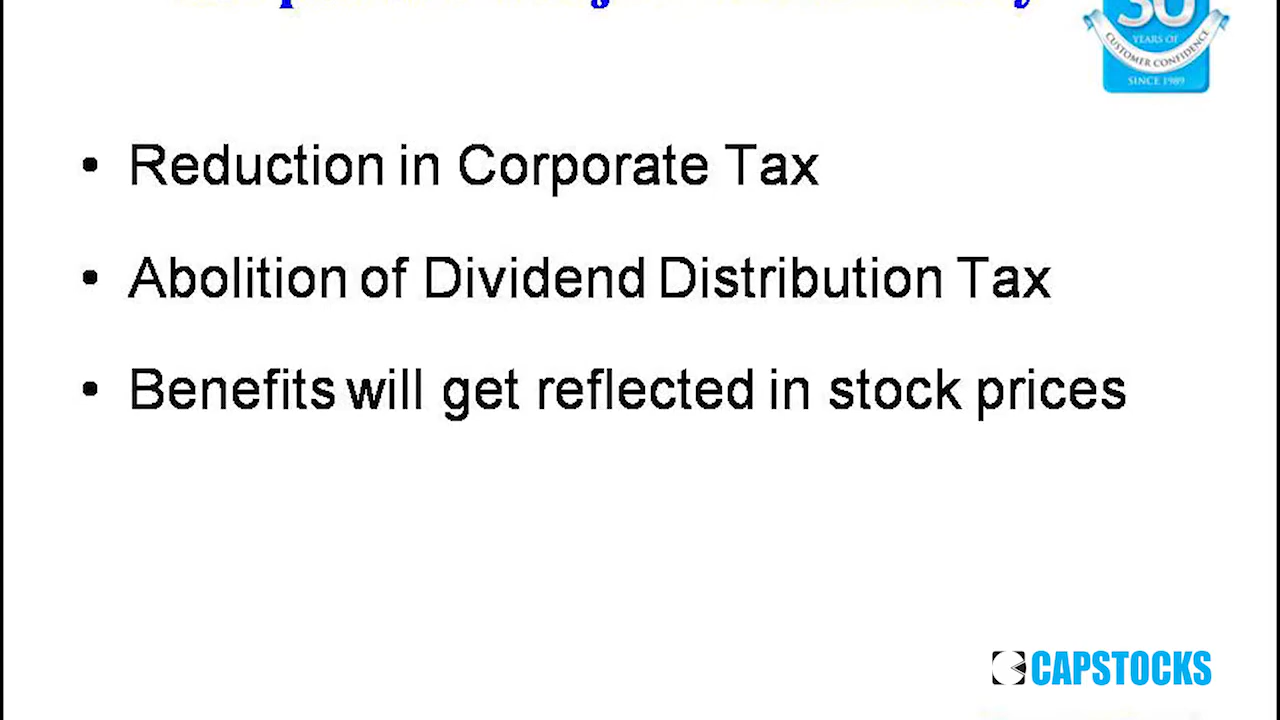 30
YEARS OF
CUSTOMER CONFIDENCE
SINCE 1989
• Reduction in Corporate Tax
• Abolition of Dividend Distribution Tax
• Benefits will get reflected in stock prices
CAPSTOCKS